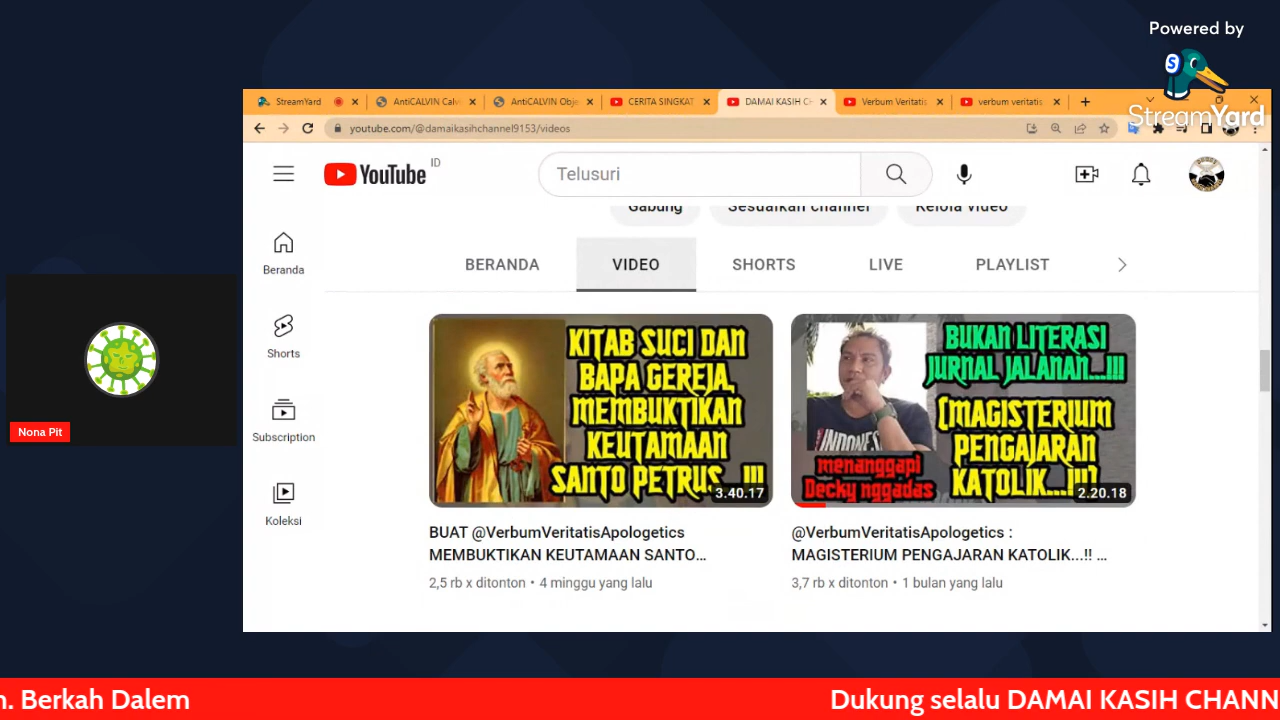 Powered by
StreamYard
StreamYard
AntiCALVIN Calv
AntiCALVIN Obje
CERITA SINGKAT
DAMAI KASIH C
Verbum Veritatis
verbum veritatis
youtube.com/@damaikasihchannel9153/videos
YouTube ID
Telusuri
Gabung
Sesuaikan channel
Kelola video
BERANDA
VIDEO
SHORTS
LIVE
PLAYLIST
Beranda
Shorts
Subscription
Koleksi
Nona Pit
KITAB SUCI DAN
BAPA GEREJA,
MEMBUKTIKAN
KEUTAMAAN
SANTO PETRUS...!!!
3.40.17
BUAT @VerbumVeritatisApologetics
MEMBUKTIKAN KEUTAMAAN SANTO…
2,5 rb x ditonton • 4 minggu yang lalu
BUKAN LITERASI
JURNAL JALANAN...!!!
(MAGISTERIUM
PENGAJARAN
KATOLIK...!!!)
INDONES
menanggapi
Decky nggadas
2.20.18
@VerbumVeritatisApologetics :
MAGISTERIUM PENGAJARAN KATOLIK...!! …
3,7 rb x ditonton • 1 bulan yang lalu
n. Berkah Dalem
Dukung selalu DAMAI KASIH CHANN